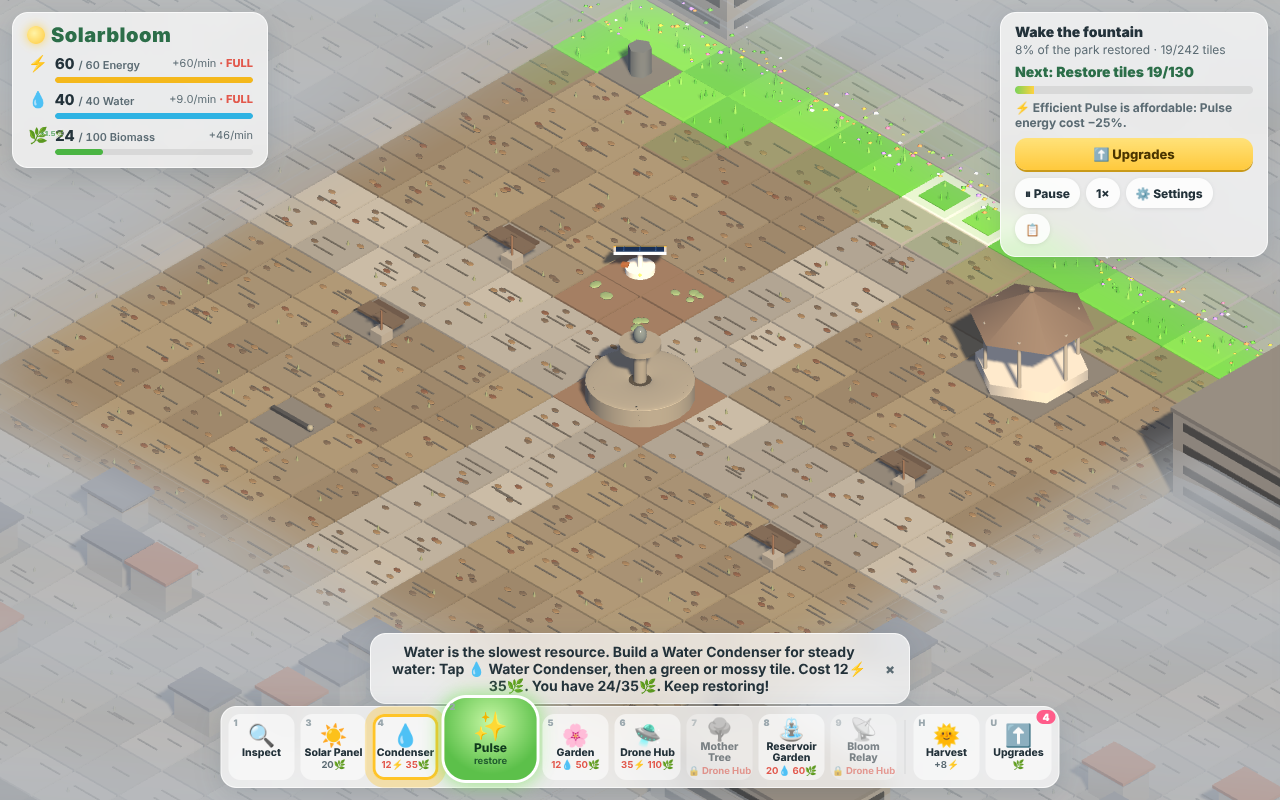 Solarbloom
⚡ 60 / 60 Energy +60/min · FULL
💧 40 / 40 Water +9.0/min · FULL
🌿 24 / 100 Biomass +46/min
Wake the fountain
8% of the park restored · 19/242 tiles
Next: Restore tiles 19/130
⚡ Efficient Pulse is affordable: Pulse
energy cost −25%.
⬆️ Upgrades
⏸ Pause 1× ⚙️ Settings
📋
Water is the slowest resource. Build a Water Condenser for steady
water: Tap 💧 Water Condenser, then a green or mossy tile. Cost 12⚡
35🌿. You have 24/35🌿. Keep restoring!
✖
1 Inspect
3 Solar Panel
20🌿
4 Condenser
12⚡ 35🌿
Pulse
restore
5 Garden
12💧 50🌿
6 Drone Hub
35⚡ 110🌿
7 Mother
Tree
🔒 Drone Hub
8 Reservoir
Garden
20💧 60🌿
9 Bloom
Relay
🔒 Drone Hub
H Harvest
+8⚡
U Upgrades
🌿
4